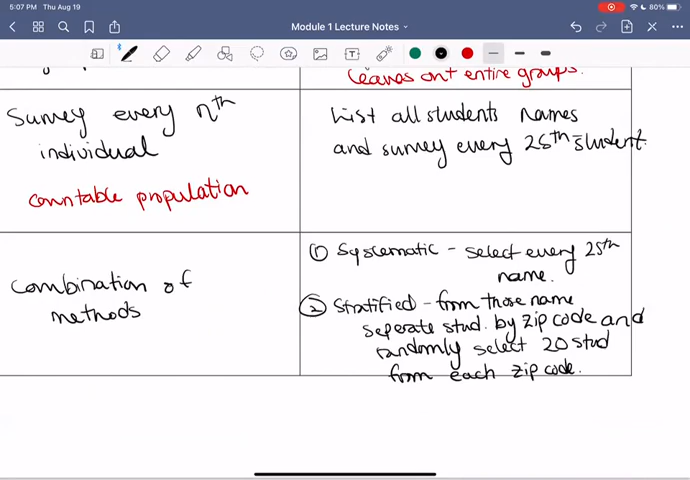 5:07 PM Thu Aug 19
80%
Module 1 Lecture Notes
Leaves out entire groups.
Survey every nth
individual
countable population
List all students names
and survey every 25th student.
Combination of
methods
① Systematic - select every 25th
name.
② Stratified - from those name
seperate stud. by zip code and
randomly select 20 stud
from each zip code.